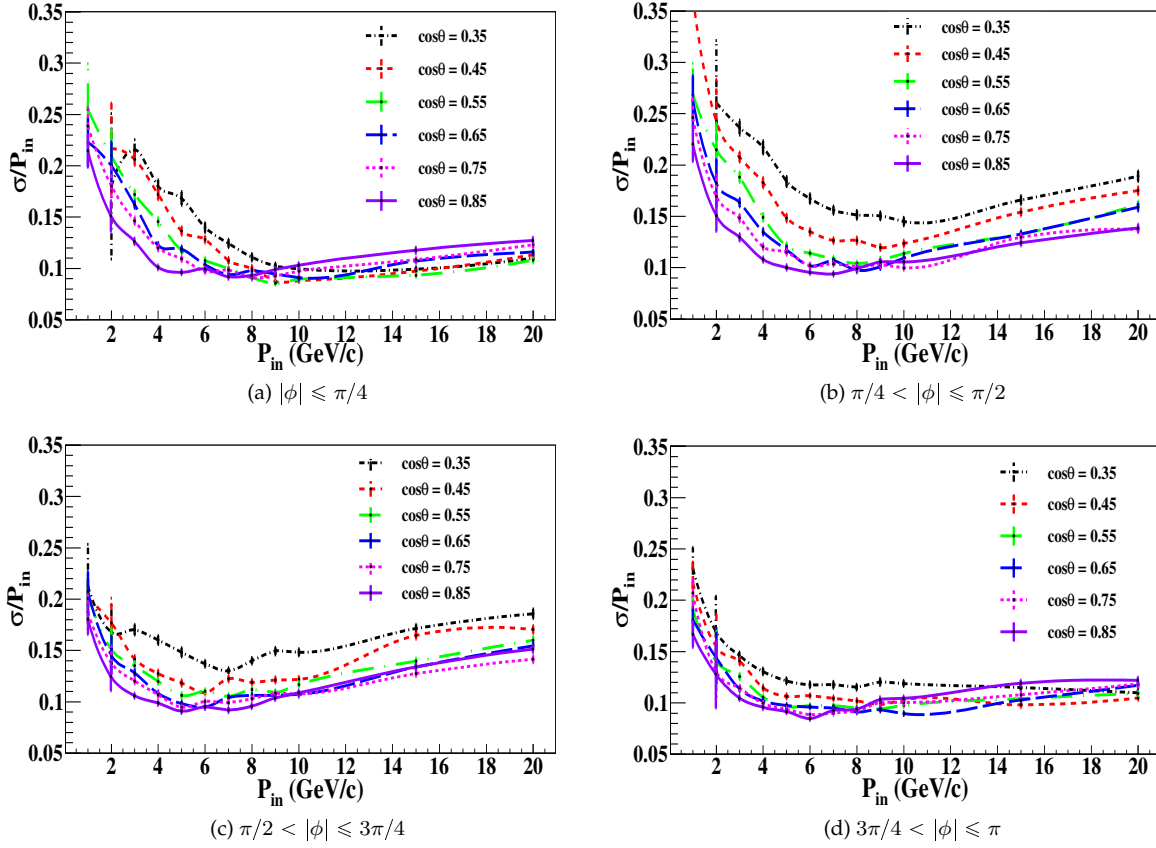 0.35
0.3
0.25
0.2
0.15
0.1
0.05
σ/P_in
cosθ = 0.35
cosθ = 0.45
cosθ = 0.55
cosθ = 0.65
cosθ = 0.75
cosθ = 0.85
2 4 6 8 10 12 14 16 18 20
P_in (GeV/c)
(a) |ϕ| ⩽ π/4
0.35
0.3
0.25
0.2
0.15
0.1
0.05
σ/P_in
cosθ = 0.35
cosθ = 0.45
cosθ = 0.55
cosθ = 0.65
cosθ = 0.75
cosθ = 0.85
2 4 6 8 10 12 14 16 18 20
P_in (GeV/c)
(b) π/4 < |ϕ| ⩽ π/2
0.35
0.3
0.25
0.2
0.15
0.1
0.05
σ/P_in
cosθ = 0.35
cosθ = 0.45
cosθ = 0.55
cosθ = 0.65
cosθ = 0.75
cosθ = 0.85
2 4 6 8 10 12 14 16 18 20
P_in (GeV/c)
(c) π/2 < |ϕ| ⩽ 3π/4
0.35
0.3
0.25
0.2
0.15
0.1
0.05
σ/P_in
cosθ = 0.35
cosθ = 0.45
cosθ = 0.55
cosθ = 0.65
cosθ = 0.75
cosθ = 0.85
2 4 6 8 10 12 14 16 18 20
P_in (GeV/c)
(d) 3π/4 < |ϕ| ⩽ π